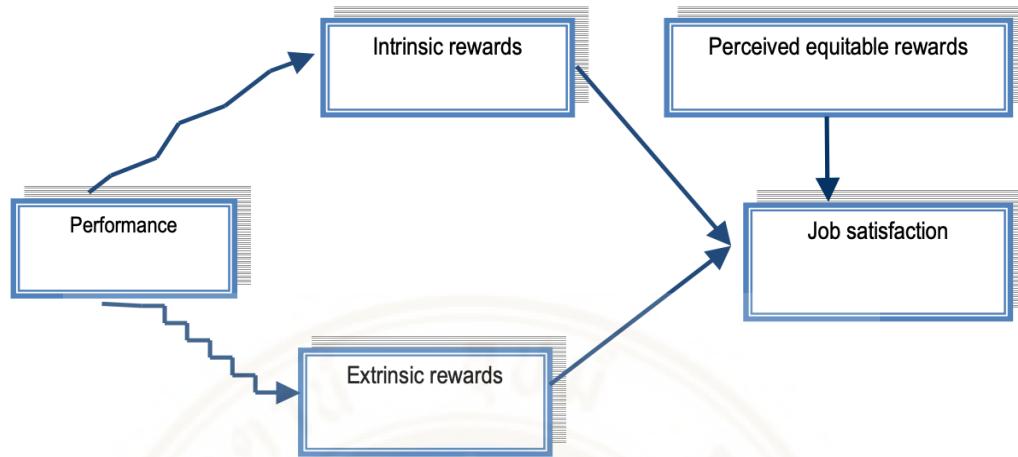 Intrinsic rewards
Perceived equitable rewards
Performance
Job satisfaction
Extrinsic rewards